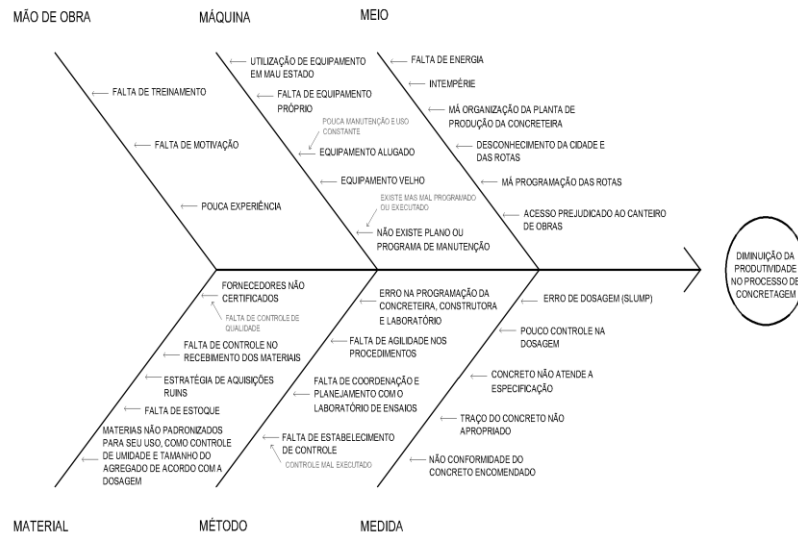 MÃO DE OBRA
MÁQUINA
MEIO
FALTA DE TREINAMENTO
FALTA DE MOTIVAÇÃO
POUCA EXPERIÊNCIA
UTILIZAÇÃO DE EQUIPAMENTO
EM MAU ESTADO
FALTA DE EQUIPAMENTO
PRÓPRIO
POUCA MANUTENÇÃO E USO
CONSTANTE
EQUIPAMENTO ALUGADO
EQUIPAMENTO VELHO
EXISTE MAS MAL PROGRAMADO
OU EXECUTADO
NÃO EXISTE PLANO OU
PROGRAMA DE MANUTENÇÃO
FALTA DE ENERGIA
INTEMPÉRIE
MÁ ORGANIZAÇÃO DA PLANTA DE
PRODUÇÃO DA CONCRETEIRA
DESCONHECIMENTO DA CIDADE E
DAS ROTAS
MÁ PROGRAMAÇÃO DAS ROTAS
ACESSO PREJUDICADO AO CANTEIRO
DE OBRAS
DIMINUIÇÃO DA
PRODUTIVIDADE
NO PROCESSO DE
CONCRETAGEM
FORNECEDORES NÃO
CERTIFICADOS
FALTA DE CONTROLE DE
QUALIDADE
FALTA DE CONTROLE NO
RECEBIMENTO DOS MATERIAIS
ESTRATÉGIA DE AQUISIÇÕES
RUINS
FALTA DE ESTOQUE
MATERIAS NÃO PADRONIZADOS
PARA SEU USO, COMO CONTROLE
DE UMIDADE E TAMANHO DO
AGREGADO DE ACORDO COM A
DOSAGEM
ERRO NA PROGRAMAÇÃO DA
CONCRETEIRA, CONSTRUTORA
E LABORATÓRIO
FALTA DE AGILIDADE NOS
PROCEDIMENTOS
FALTA DE COORDENAÇÃO E
PLANEJAMENTO COM O
LABORATÓRIO DE ENSAIOS
FALTA DE ESTABELECIMENTO
DE CONTROLE
CONTROLE MAL EXECUTADO
ERRO DE DOSAGEM (SLUMP)
POUCO CONTROLE NA
DOSAGEM
CONCRETO NÃO ATENDE A
ESPECIFICAÇÃO
TRAÇO DO CONCRETO NÃO
APROPRIADO
NÃO CONFORMIDADE DO
CONCRETO ENCOMENDADO
MATERIAL
MÉTODO
MEDIDA